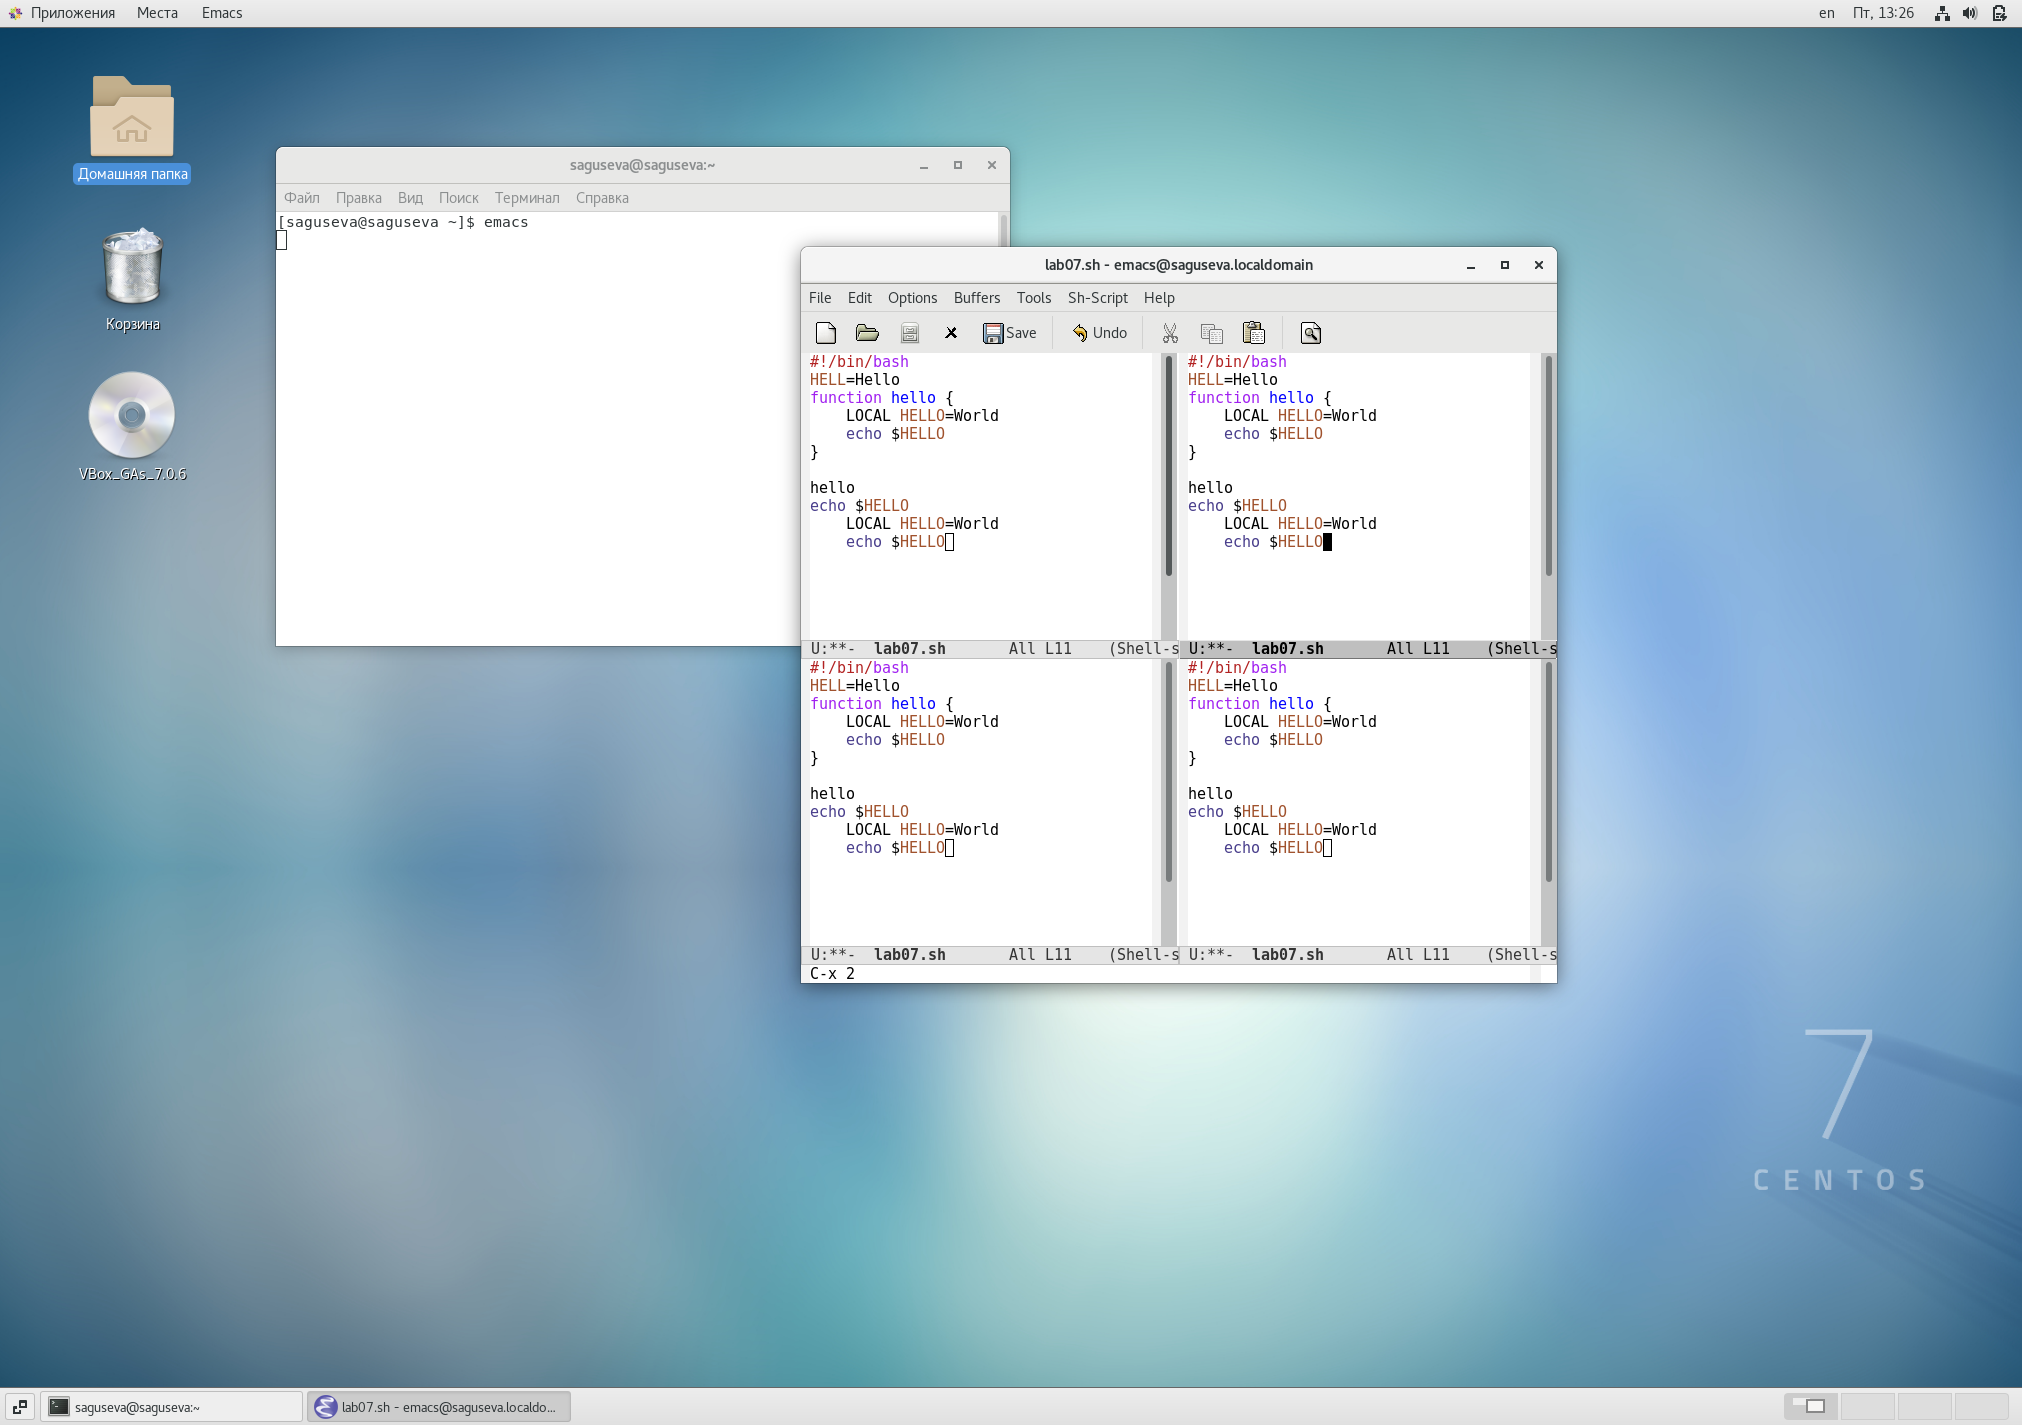 Приложения Места Emacs en Пт, 13:26
Домашняя папка
Корзина
VBox_GAs_7.0.6
saguseva@saguseva:~
Файл Правка Вид Поиск Терминал Справка
[saguseva@saguseva ~]$ emacs
lab07.sh - emacs@saguseva.localdomain
File Edit Options Buffers Tools Sh-Script Help
Save Undo
#!/bin/bash
HELL=Hello
function hello {
    LOCAL HELLO=World
    echo $HELLO
}
hello
echo $HELLO
    LOCAL HELLO=World
    echo $HELLO
U:**-  lab07.sh       All L11    (Shell-s
#!/bin/bash
HELL=Hello
function hello {
    LOCAL HELLO=World
    echo $HELLO
}
hello
echo $HELLO
    LOCAL HELLO=World
    echo $HELLO
U:**-  lab07.sh       All L11    (Shell-s
#!/bin/bash
HELL=Hello
function hello {
    LOCAL HELLO=World
    echo $HELLO
}
hello
echo $HELLO
    LOCAL HELLO=World
    echo $HELLO
U:**-  lab07.sh       All L11    (Shell-s
#!/bin/bash
HELL=Hello
function hello {
    LOCAL HELLO=World
    echo $HELLO
}
hello
echo $HELLO
    LOCAL HELLO=World
    echo $HELLO
U:**-  lab07.sh       All L11    (Shell-s
C-x 2
7
CENTOS
saguseva@saguseva:~ lab07.sh - emacs@saguseva.localdo...